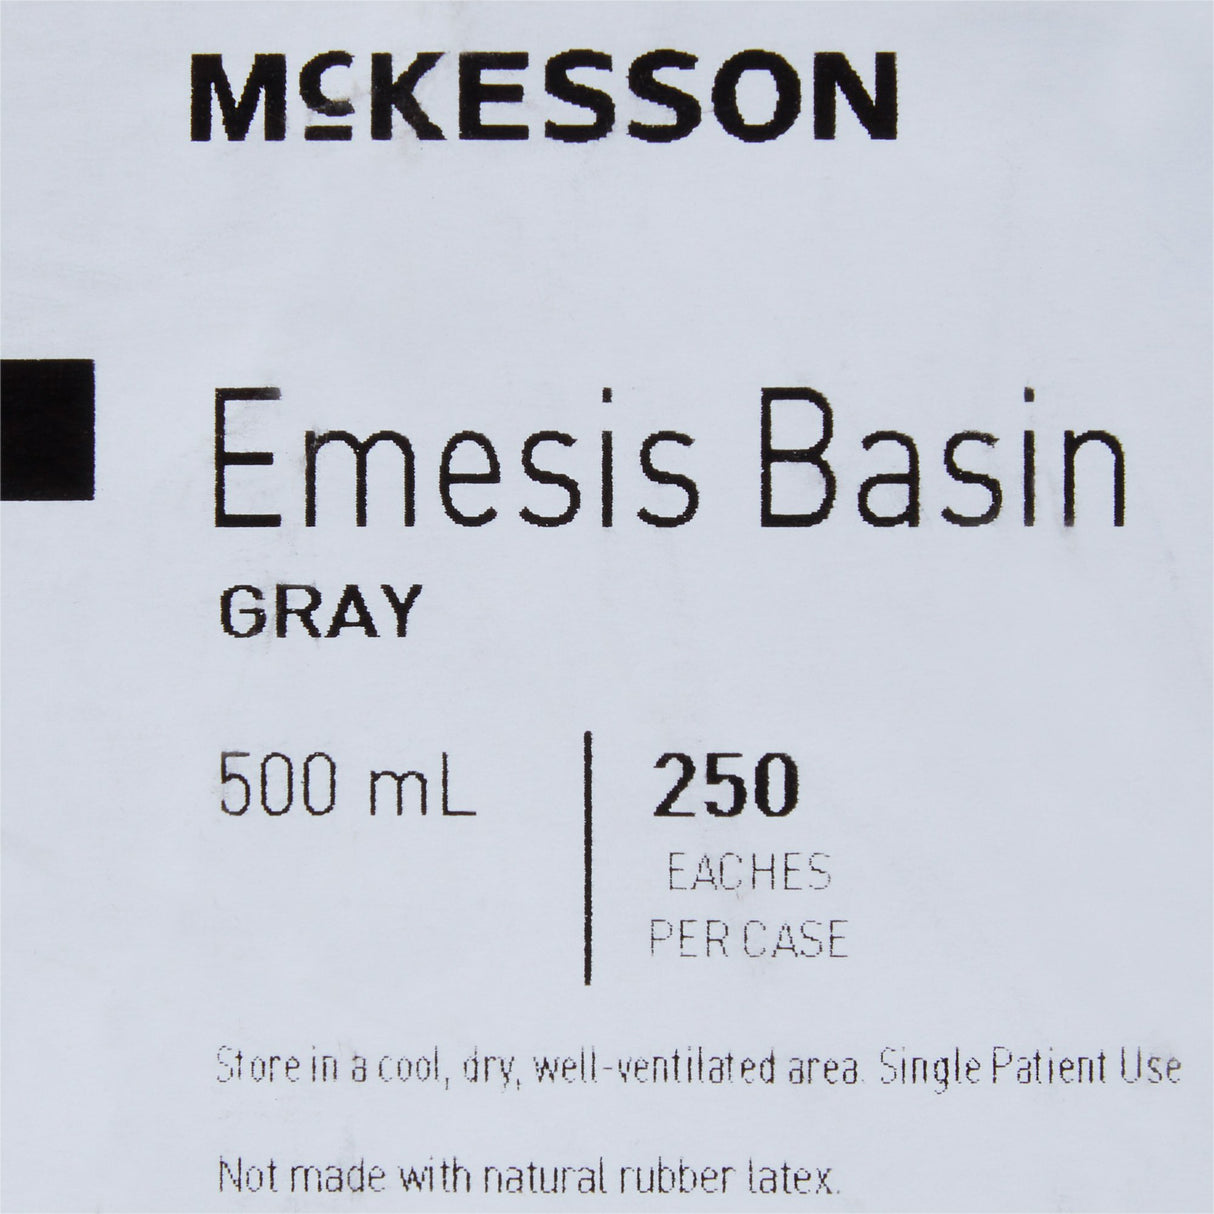 McKESSON
Emesis Basin
GRAY
500 mL
250
EACHES
PER CASE
Store in a cool, dry, well-ventilated area. Single Patient Use
Not made with natural rubber latex.